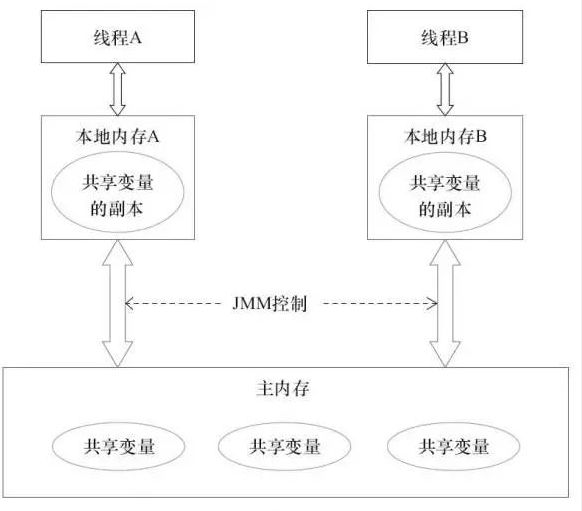 线程A
线程B
本地内存A
本地内存B
共享变量
的副本
共享变量
的副本
JMM控制
主内存
共享变量
共享变量
共享变量